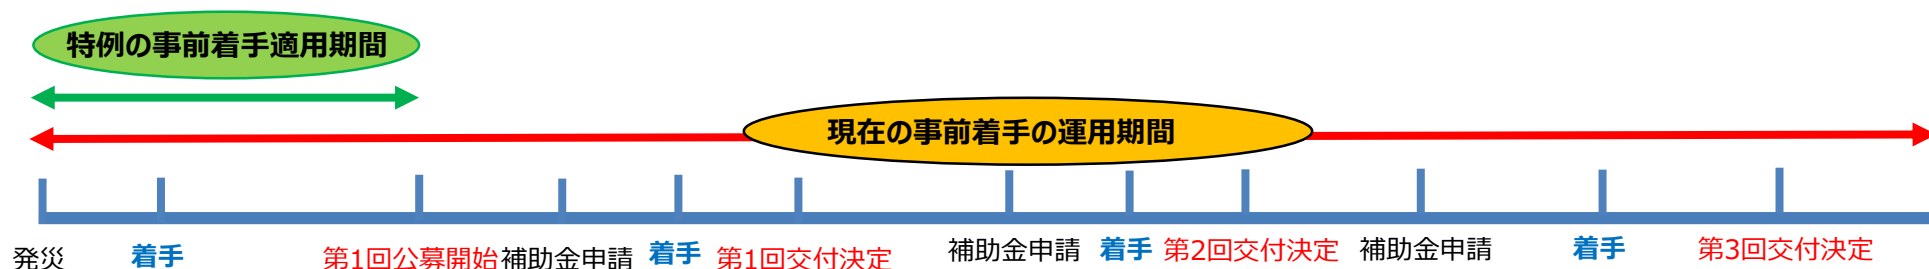 特例の事前着手適用期間
現在の事前着手の運用期間
発災
着手
第1回公募開始
補助金申請
着手
第1回交付決定
補助金申請
着手
第2回交付決定
補助金申請
着手
第3回交付決定